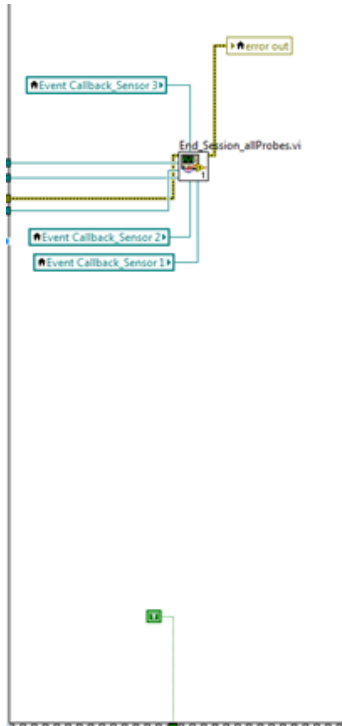 error out
Event Callback_Sensor 3
End_Session_allProbes.vi
1
Event Callback_Sensor 2
Event Callback_Sensor 1